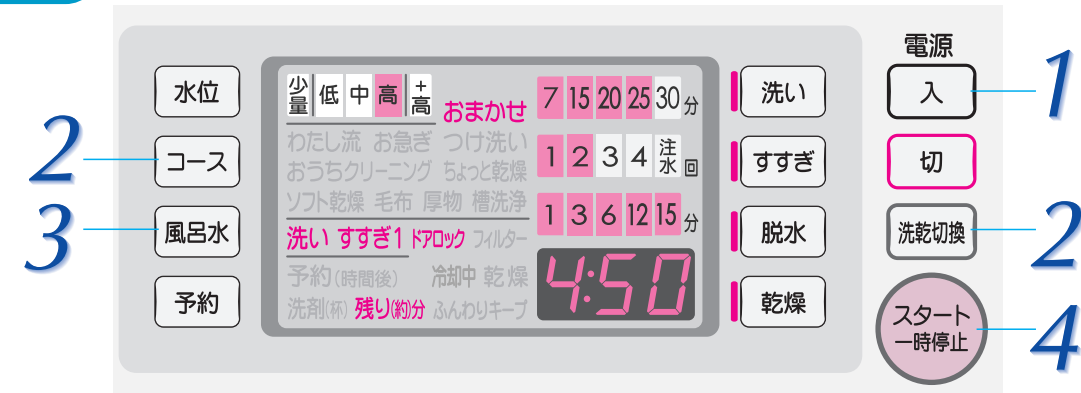 電源
水位
少量 低 中 高 +高 おまかせ
7 15 20 25 30 分
洗い
入
1
わたし流 お急ぎ つけ洗い
2
コース
おうちクリーニング ちょっと乾燥
1 2 3 4 注水 回
すすぎ
切
ソフト乾燥 毛布 厚物 槽洗浄
1 3 6 12 15 分
3
風呂水
洗い すすぎ1 ドアロック フィルター
脱水
洗乾切換
2
予約(時間後) 冷却中 乾燥
4:50
予約
洗剤(杯) 残り(約)分 ふんわりキープ
乾燥
スタート
一時停止
4